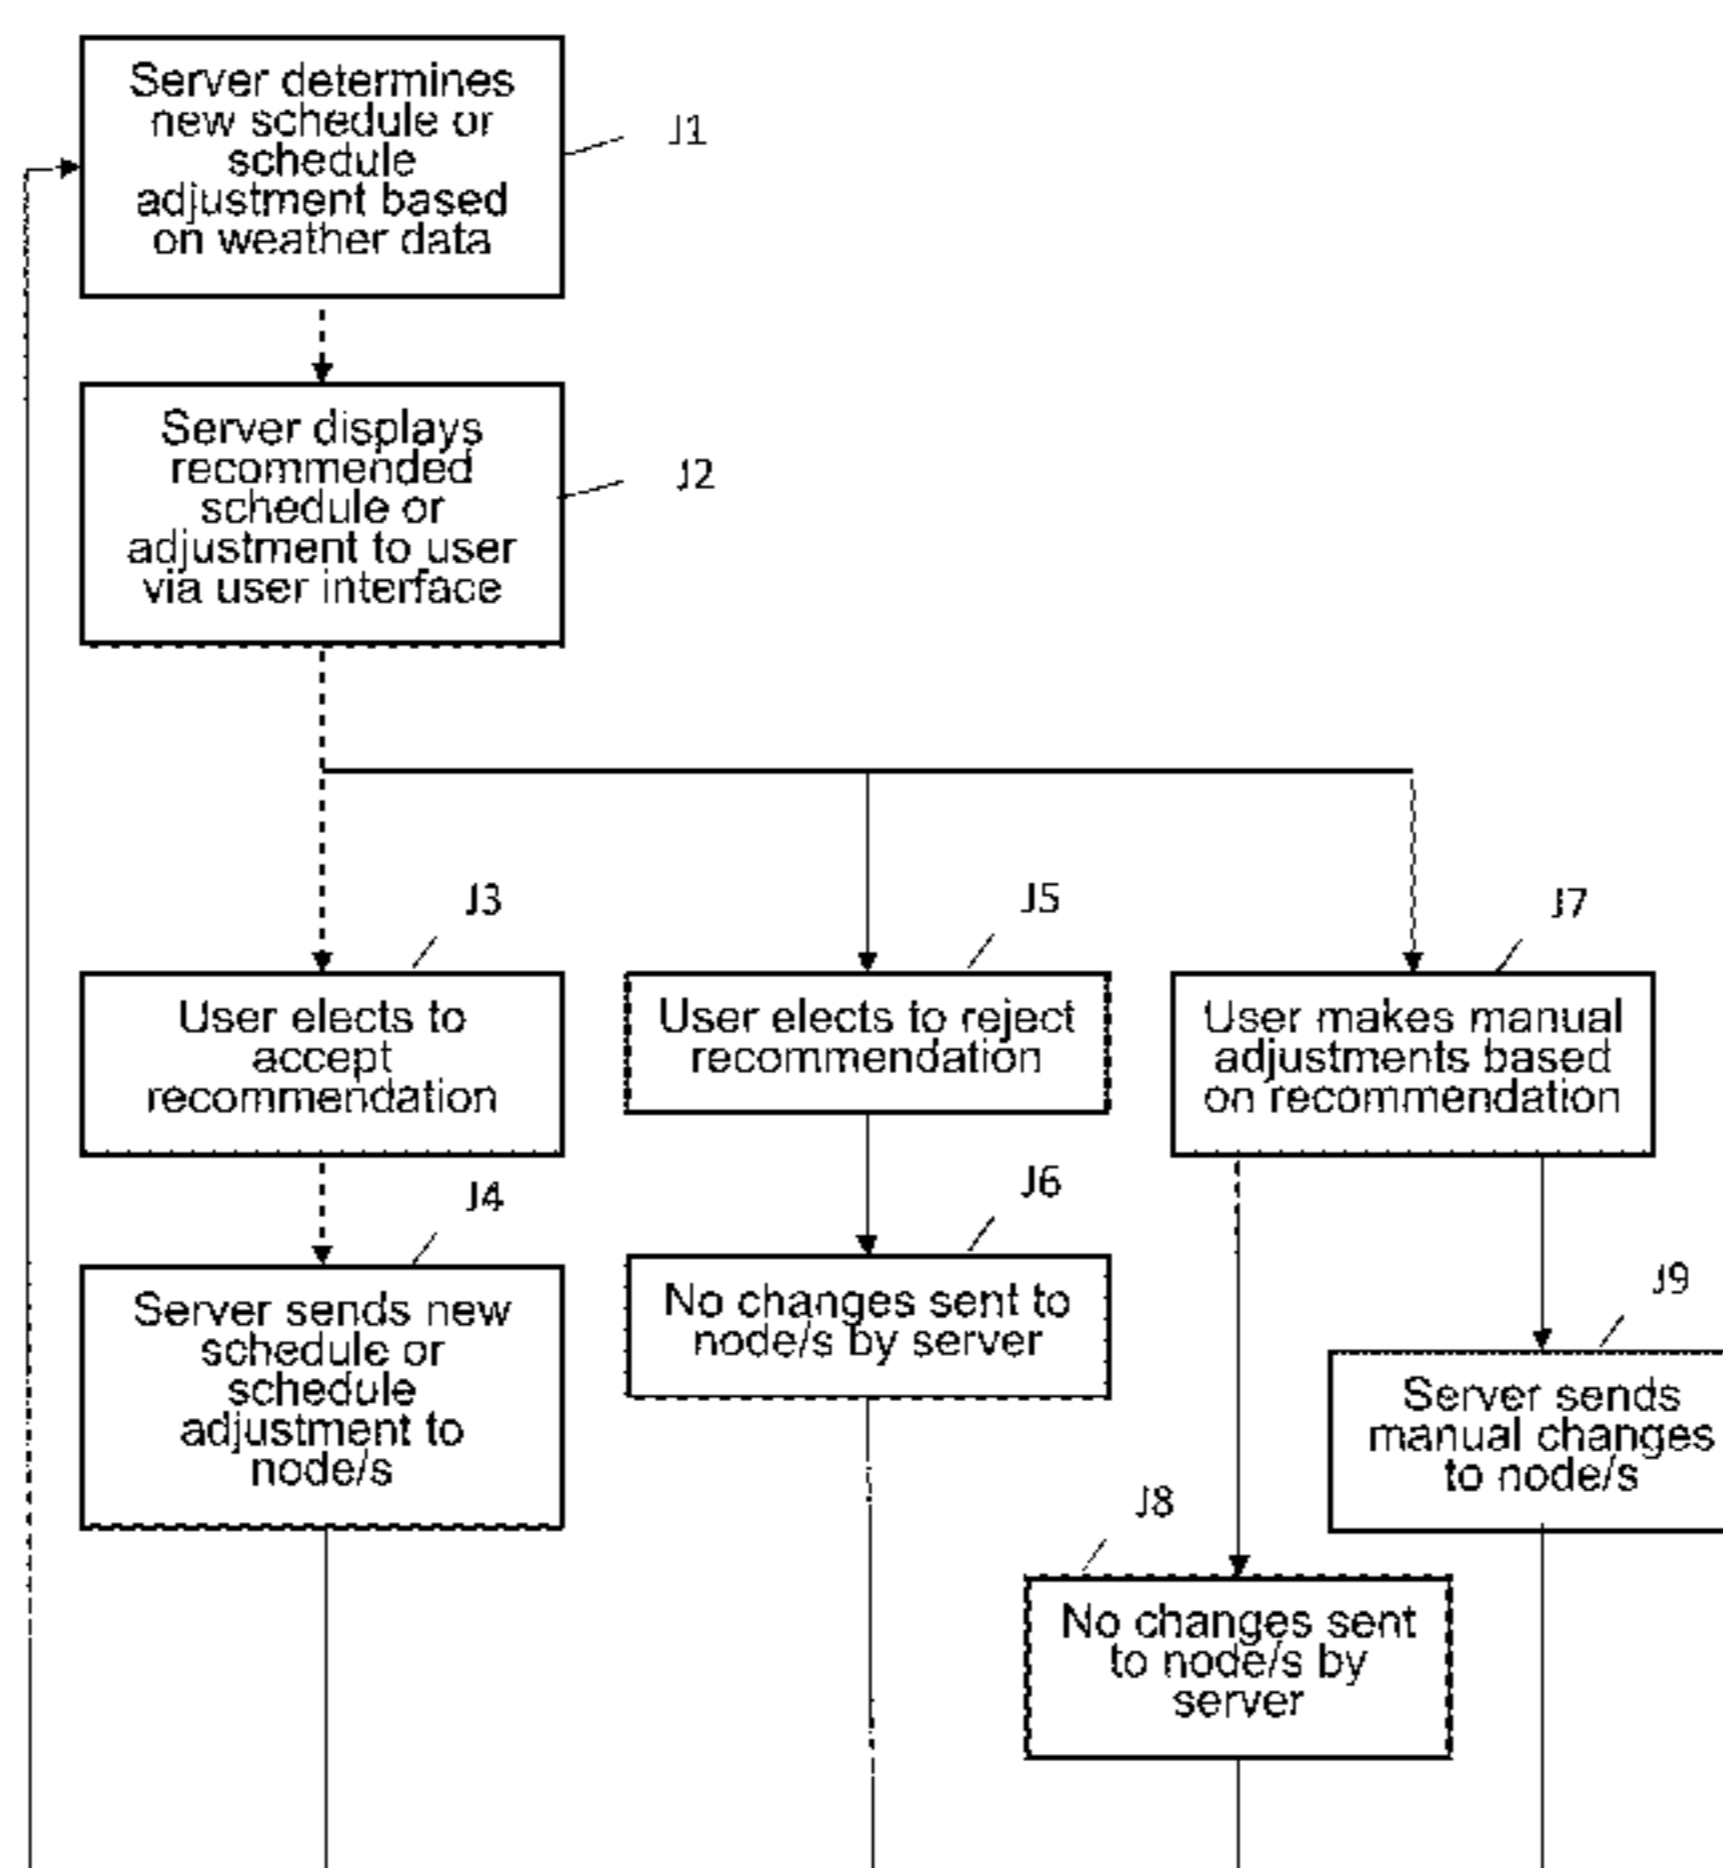 Server determines
new schedule or
schedule
adjustment based
on weather data
J1
Server displays
recommended
schedule or
adjustment to user
via user interface
J2
J3
User elects to
accept
recommendation
J4
Server sends new
schedule or
schedule
adjustment to
node/s
J5
User elects to reject
recommendation
J6
No changes sent to
node/s by server
J7
User makes manual
adjustments based
on recommendation
J8
No changes sent
to node/s by
server
J9
Server sends
manual changes
to node/s